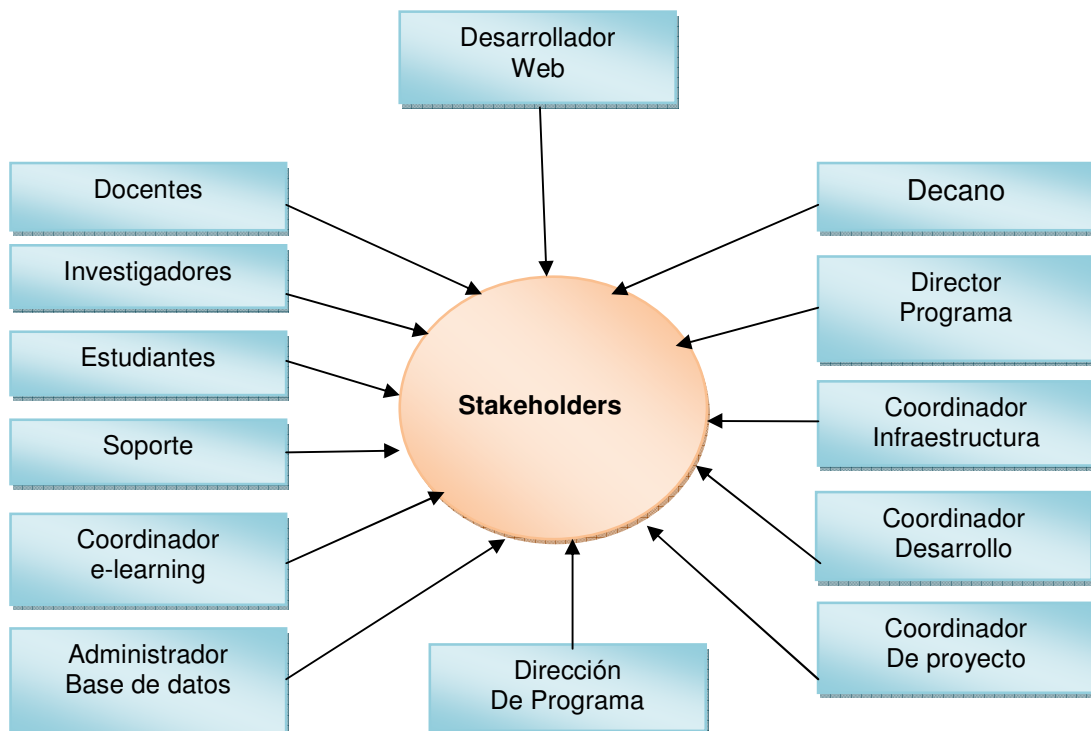 Desarrollador
Web
Docentes
Investigadores
Estudiantes
Soporte
Coordinador
e-learning
Administrador
Base de datos
Stakeholders
Decano
Director
Programa
Coordinador
Infraestructura
Coordinador
Desarrollo
Coordinador
De proyecto
Dirección
De Programa